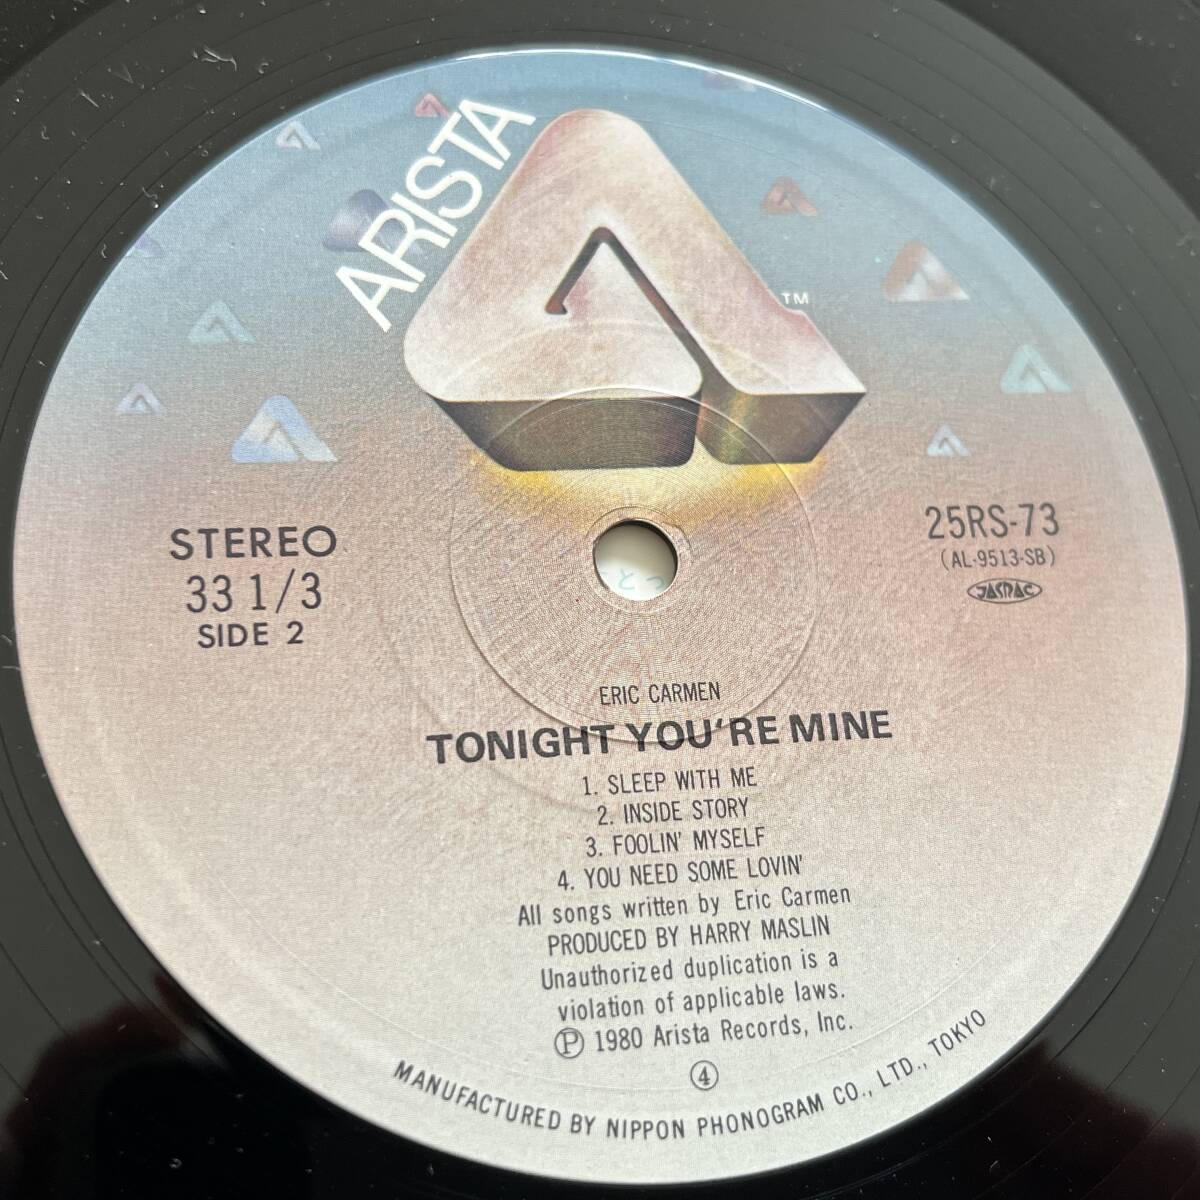 ARISTA
TM
STEREO
33 1/3
SIDE 2
25RS-73
(AL-9513-SB)
JASRAC
ERIC CARMEN
TONIGHT YOU'RE MINE
1. SLEEP WITH ME
2. INSIDE STORY
3. FOOLIN' MYSELF
4. YOU NEED SOME LOVIN'
All songs written by Eric Carmen
PRODUCED BY HARRY MASLIN
Unauthorized duplication is a
violation of applicable laws.
Ⓟ 1980 Arista Records, Inc.
④
MANUFACTURED BY NIPPON PHONOGRAM CO., LTD., TOKYO